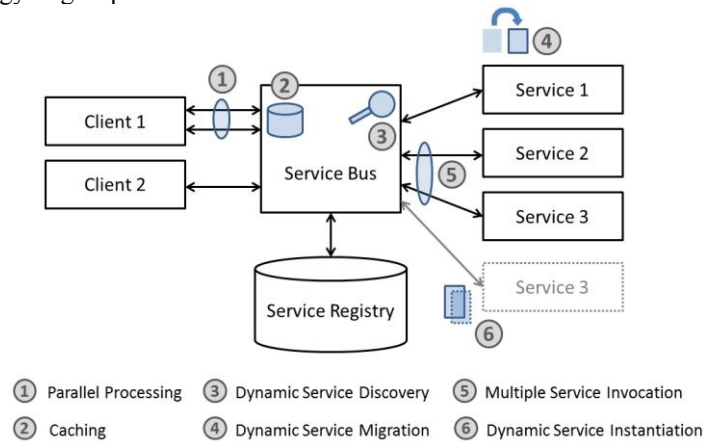 1
2
4
Client 1
Service 1
3
Client 2
Service Bus
Service 2
5
Service 3
Service Registry
Service 3
6
1 Parallel Processing
3 Dynamic Service Discovery
5 Multiple Service Invocation
2 Caching
4 Dynamic Service Migration
6 Dynamic Service Instantiation